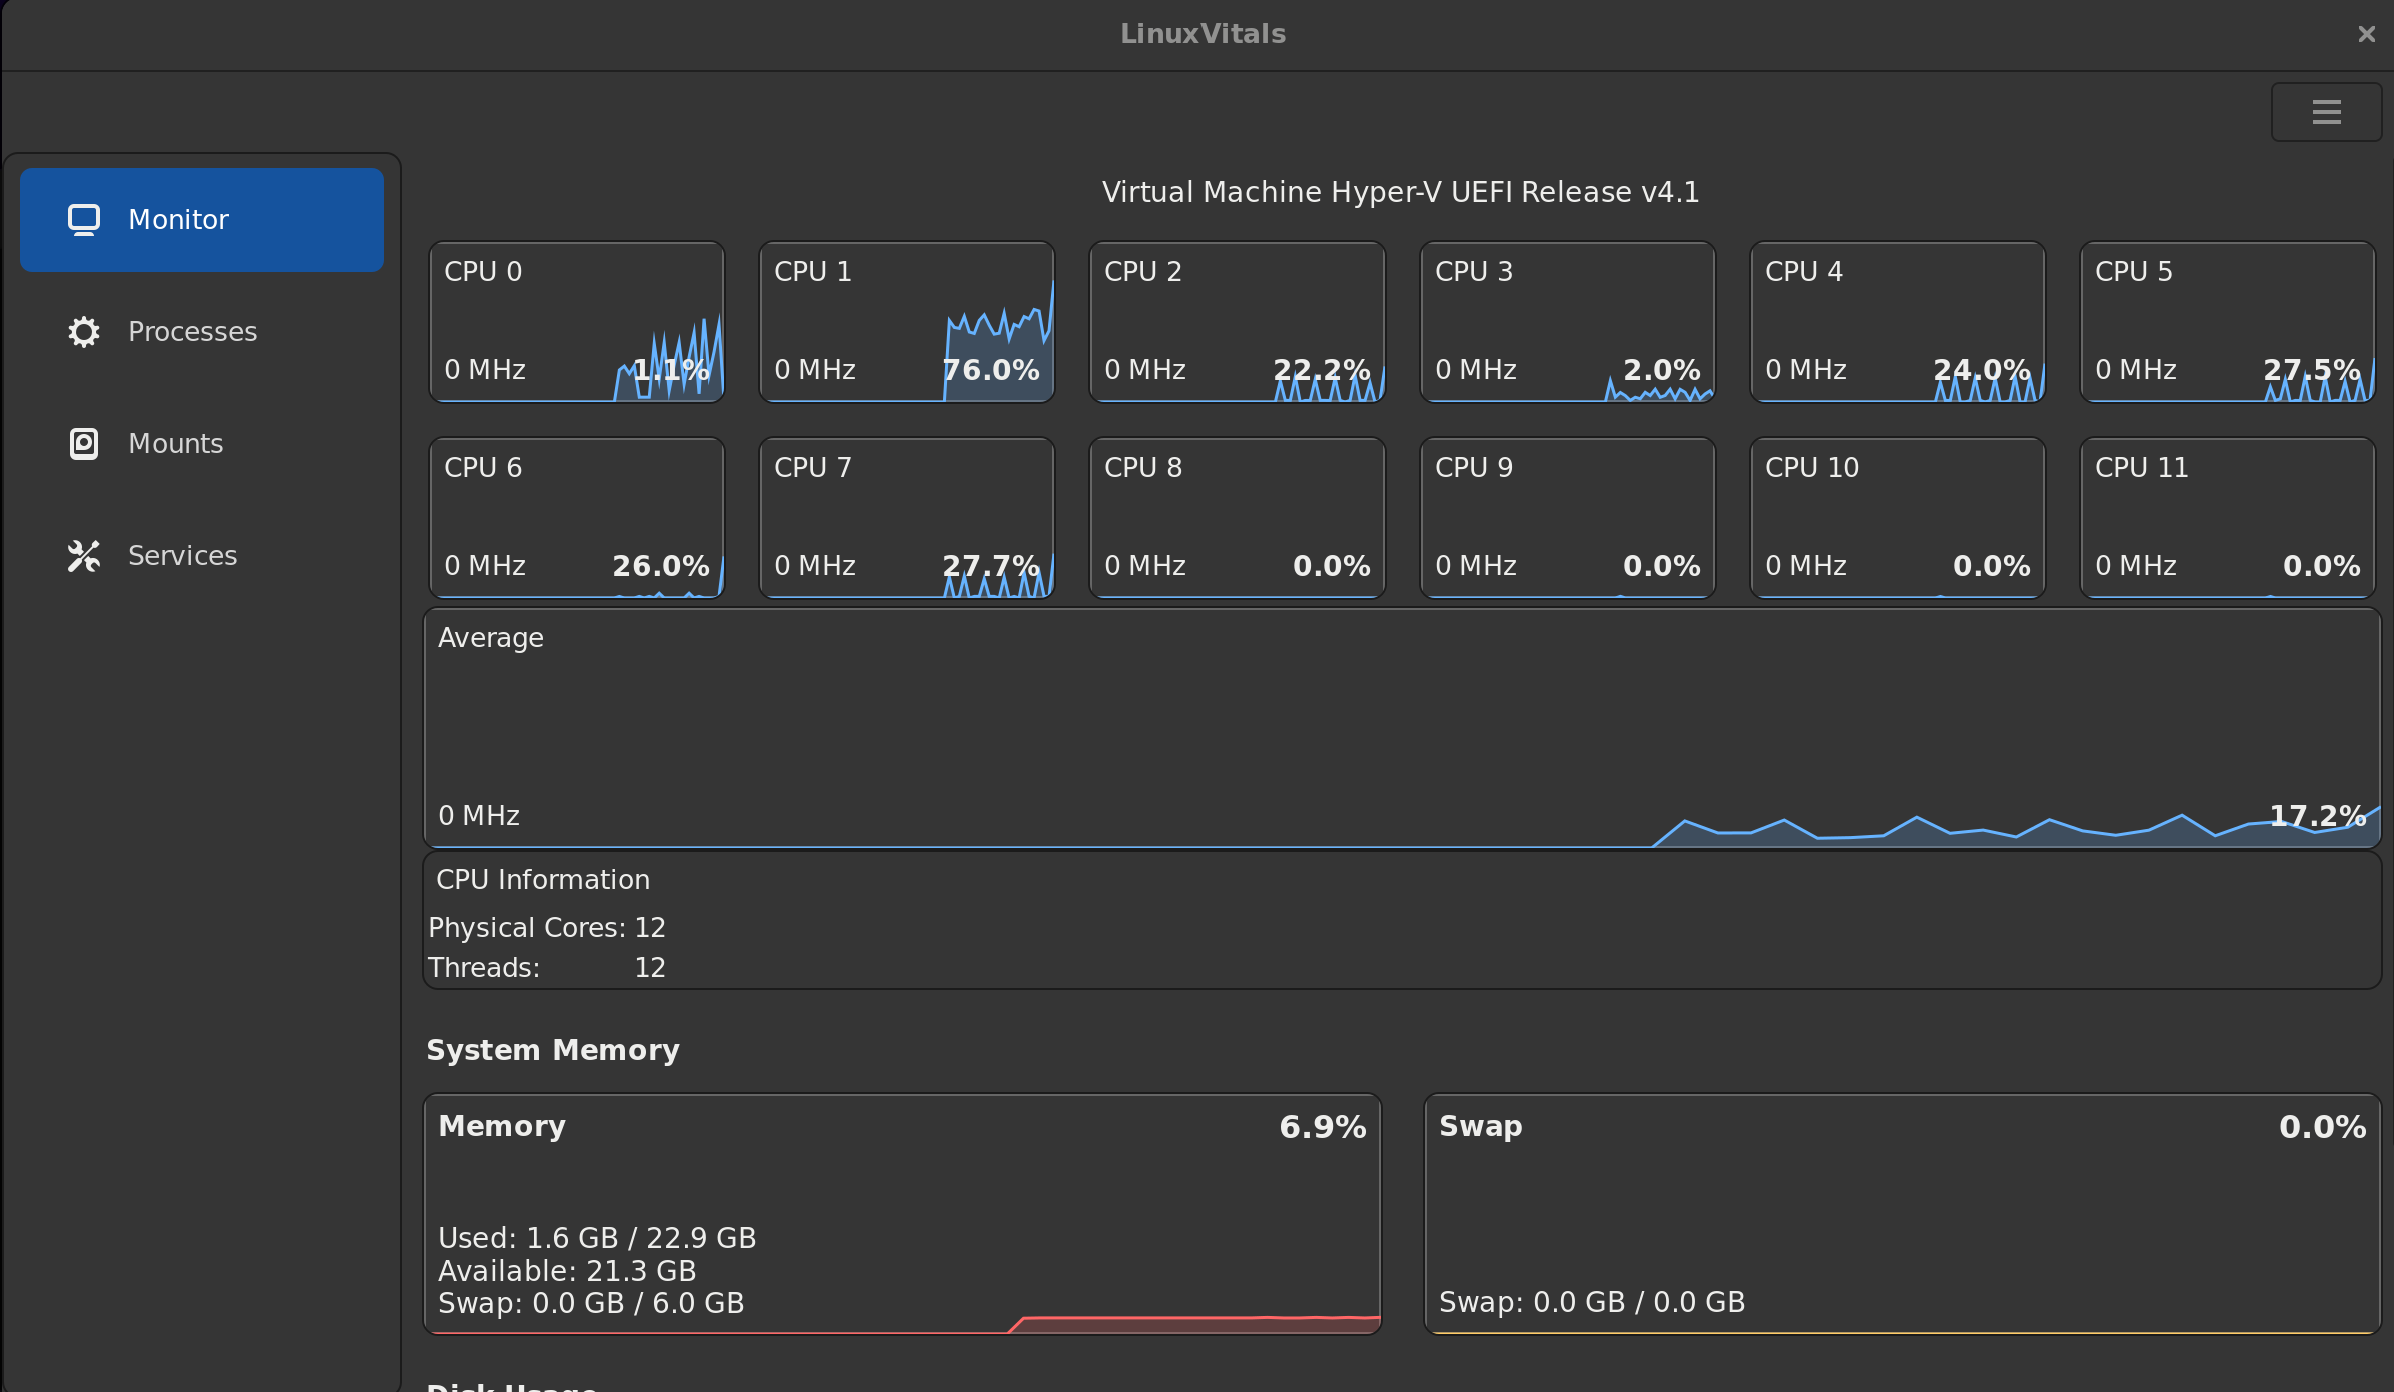 LinuxVitals
Monitor
Processes
Mounts
Services
Virtual Machine Hyper-V UEFI Release v4.1
CPU 0
0 MHz 1.1%
CPU 1
0 MHz 76.0%
CPU 2
0 MHz 22.2%
CPU 3
0 MHz 2.0%
CPU 4
0 MHz 24.0%
CPU 5
0 MHz 27.5%
CPU 6
0 MHz 26.0%
CPU 7
0 MHz 27.7%
CPU 8
0 MHz 0.0%
CPU 9
0 MHz 0.0%
CPU 10
0 MHz 0.0%
CPU 11
0 MHz 0.0%
Average
0 MHz 17.2%
CPU Information
Physical Cores: 12
Threads: 12
System Memory
Memory 6.9%
Used: 1.6 GB / 22.9 GB
Available: 21.3 GB
Swap: 0.0 GB / 6.0 GB
Swap 0.0%
Swap: 0.0 GB / 0.0 GB
Disk Usage